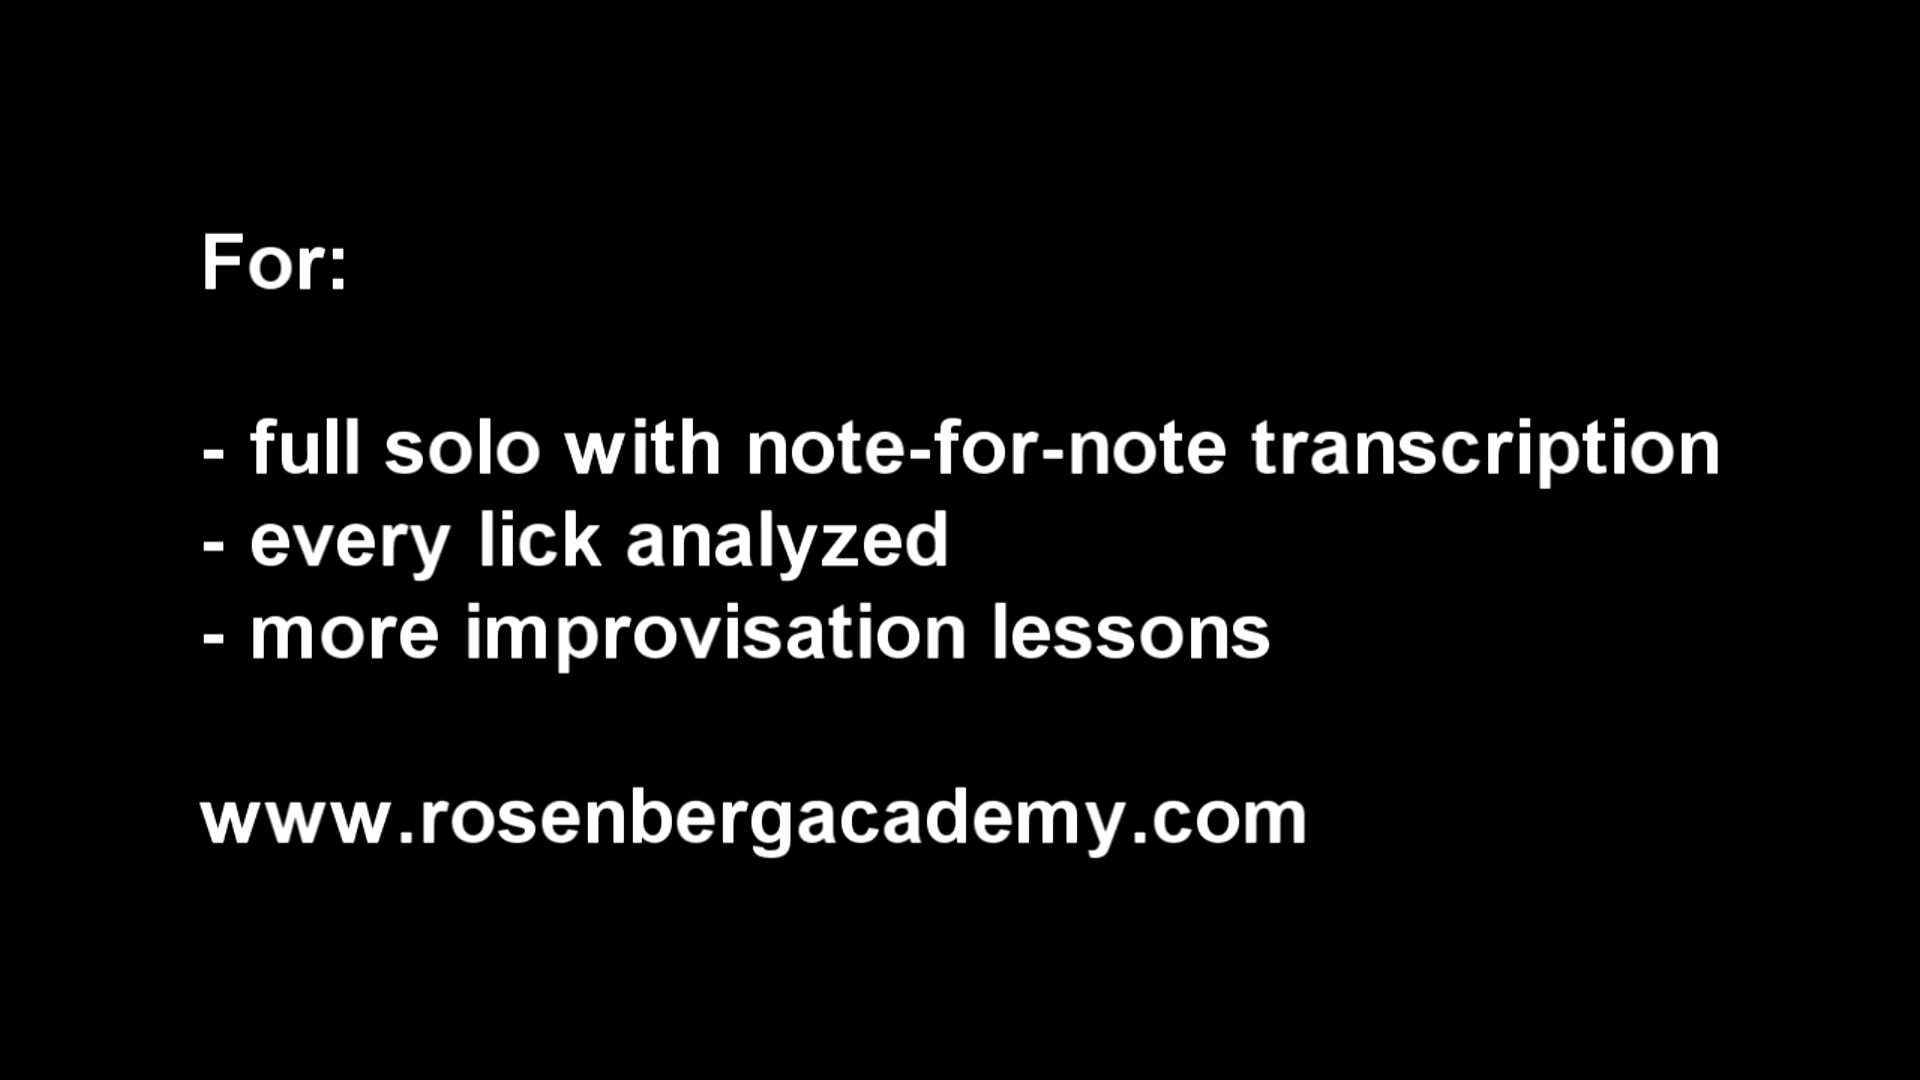 For:
- full solo with note-for-note transcription
- every lick analyzed
- more improvisation lessons
www.rosenbergacademy.com